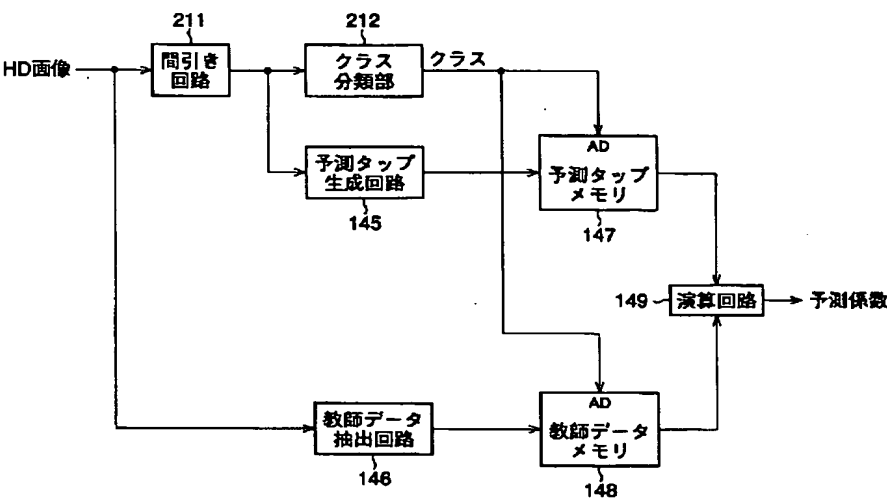 211
212
HD画像
間引き
回路
クラス
分類部
クラス
予測タップ
生成回路
145
AD
予測タップ
メモリ
147
149
演算回路
予測係数
教師データ
抽出回路
146
AD
教師データ
メモリ
148